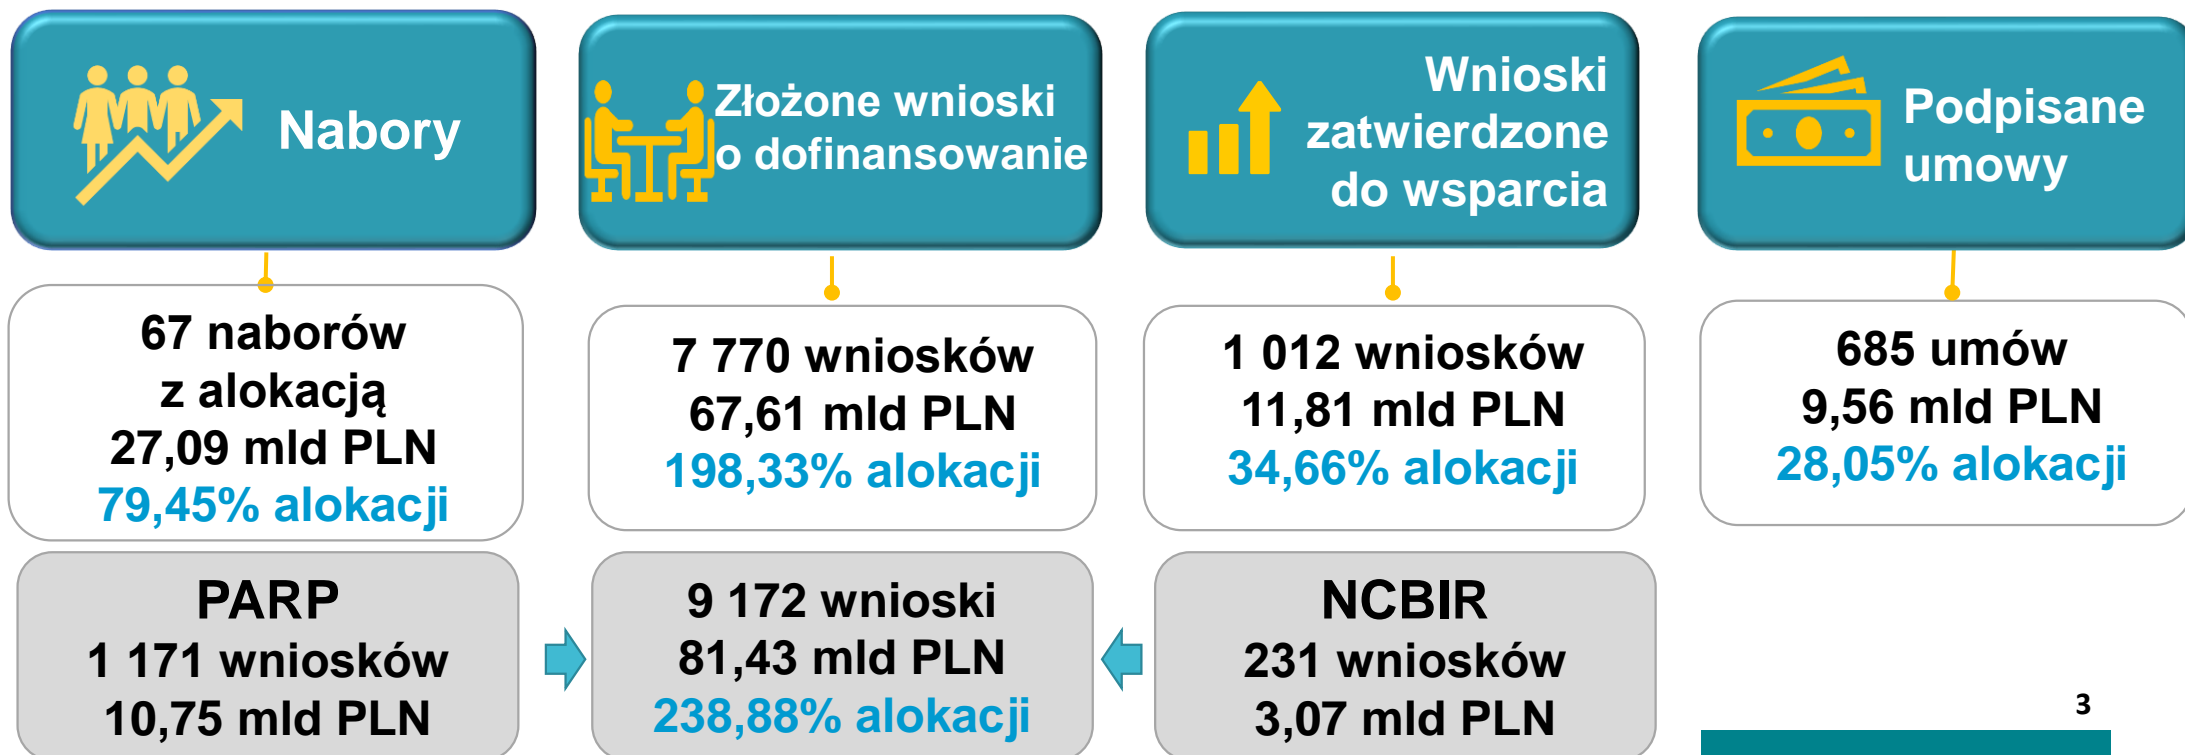 Nabory
67 naborów
z alokacją
27,09 mld PLN
79,45% alokacji
Złożone wnioski
o dofinansowanie
7 770 wniosków
67,61 mld PLN
198,33% alokacji
Wnioski
zatwierdzone
do wsparcia
1 012 wniosków
11,81 mld PLN
34,66% alokacji
Podpisane
umowy
685 umów
9,56 mld PLN
28,05% alokacji
PARP
1 171 wniosków
10,75 mld PLN
9 172 wnioski
81,43 mld PLN
238,88% alokacji
NCBIR
231 wniosków
3,07 mld PLN
3